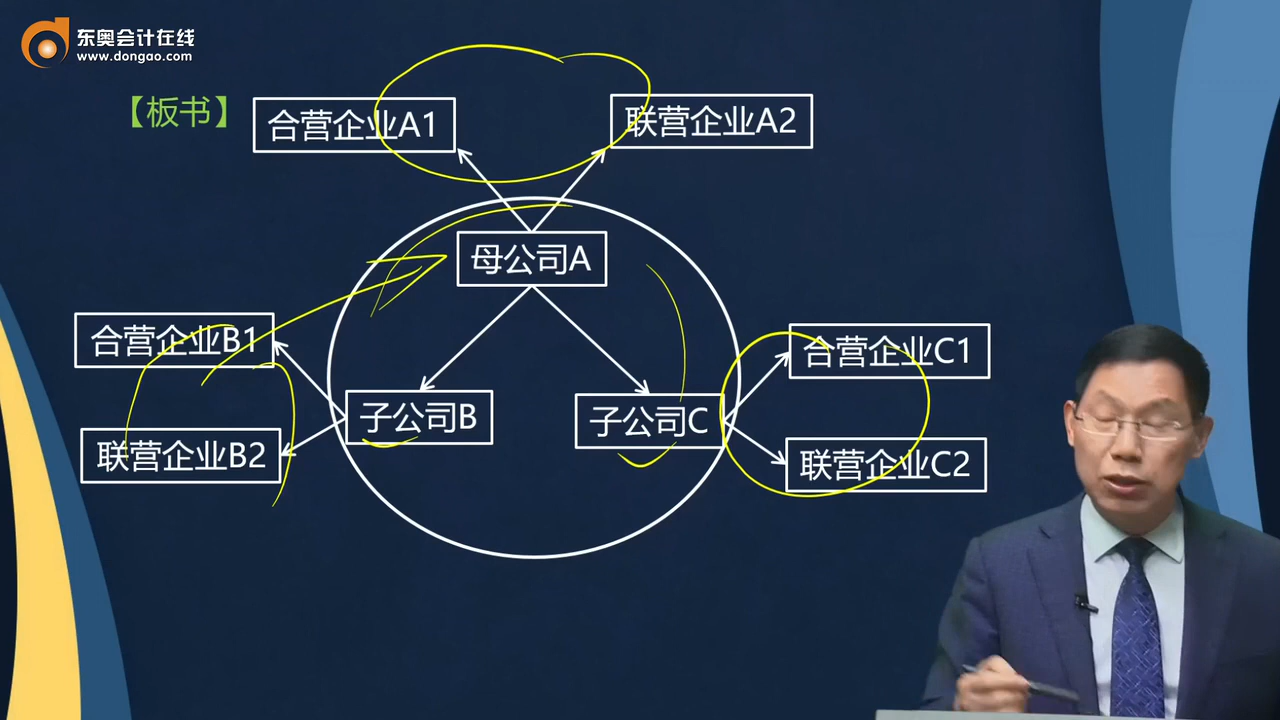 东奥会计在线
www.dongao.com
【板书】
合营企业A1
联营企业A2
母公司A
合营企业B1
合营企业C1
子公司B
子公司C
联营企业B2
联营企业C2